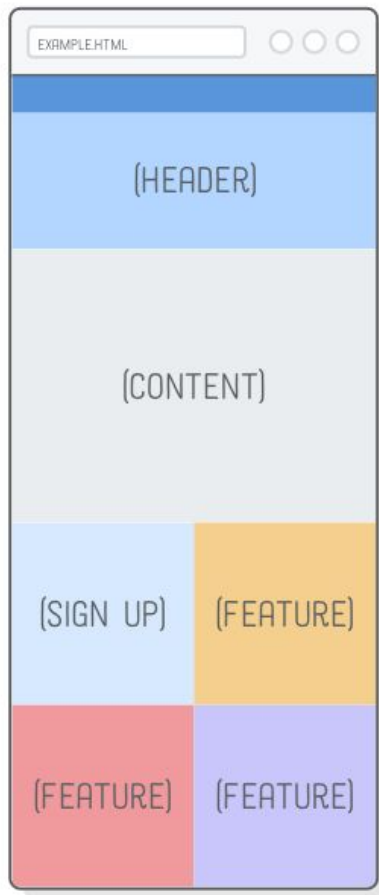 EXAMPLE.HTML
(HEADER)
(CONTENT)
(SIGN UP) (FEATURE)
(FEATURE) (FEATURE)